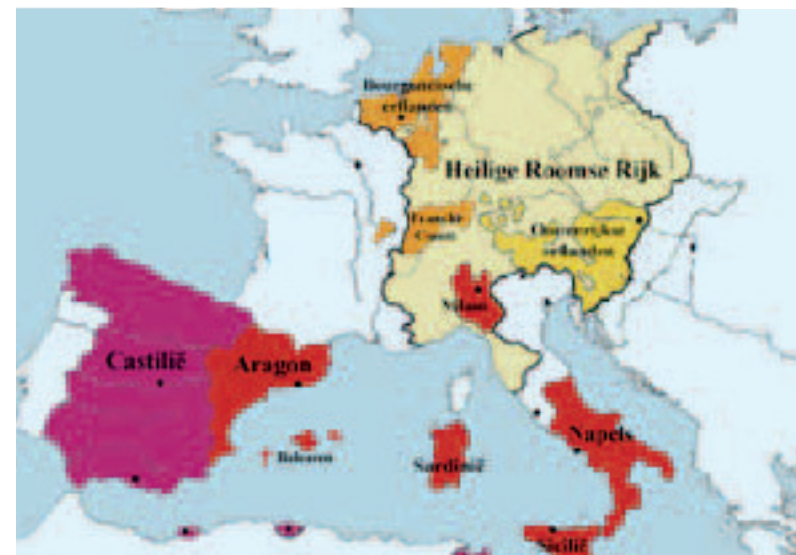 Bourgondische
erflanden
Heilige Roomse Rijk
Franche
Comté
Oostenrijkse
erflanden
Milaan
Castilië
Aragon
Napels
Balearen
Sardinië
Sicilië